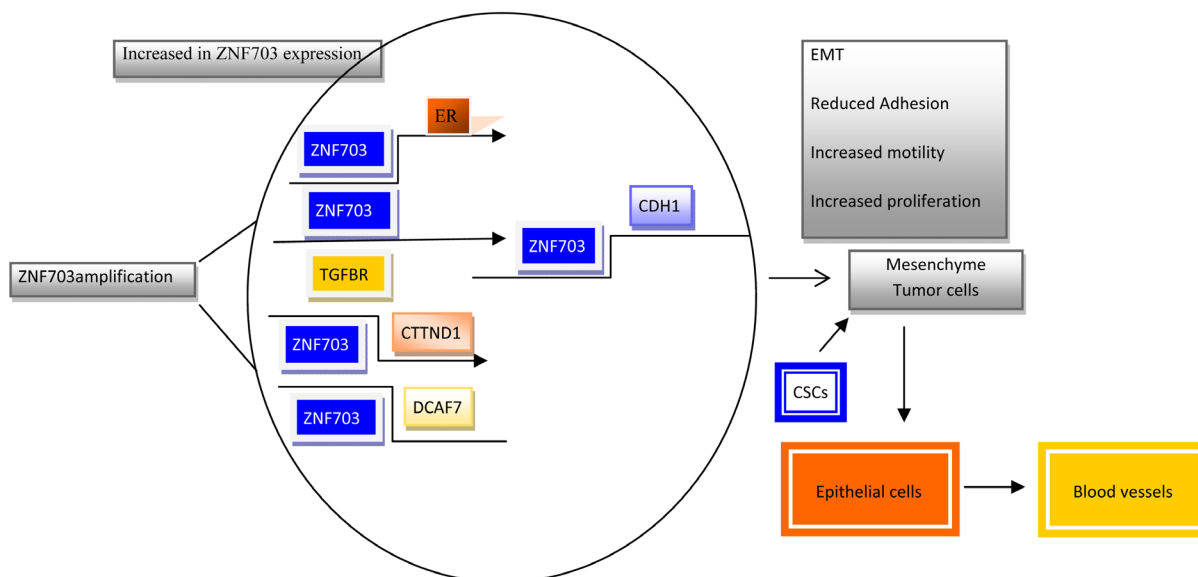 Increased in ZNF703 expression
EMT
Reduced Adhesion
Increased motility
Increased proliferation
ER
ZNF703
ZNF703
CDH1
ZNF703
TGFBR
ZNF703amplification
Mesenchyme
Tumor cells
CTTND1
ZNF703
DCAF7
ZNF703
CSCs
Epithelial cells
Blood vessels